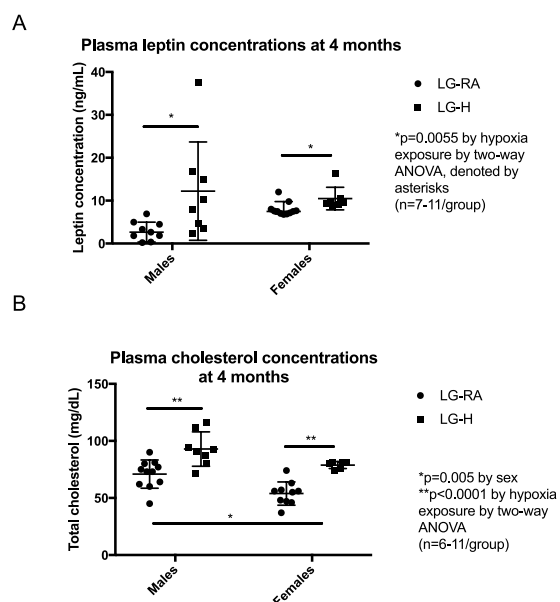 A
Plasma leptin concentrations at 4 months
Leptin concentration (ng/mL)
40
30
20
10
0
*
*
Males
Females
LG-RA
LG-H
*p=0.0055 by hypoxia
exposure by two-way
ANOVA, denoted by
asterisks
(n=7-11/group)
B
Plasma cholesterol concentrations
at 4 months
Total cholesterol (mg/dL)
150
100
50
0
**
**
*
Males
Females
LG-RA
LG-H
*p=0.005 by sex
**p<0.0001 by hypoxia
exposure by two-way
ANOVA
(n=6-11/group)